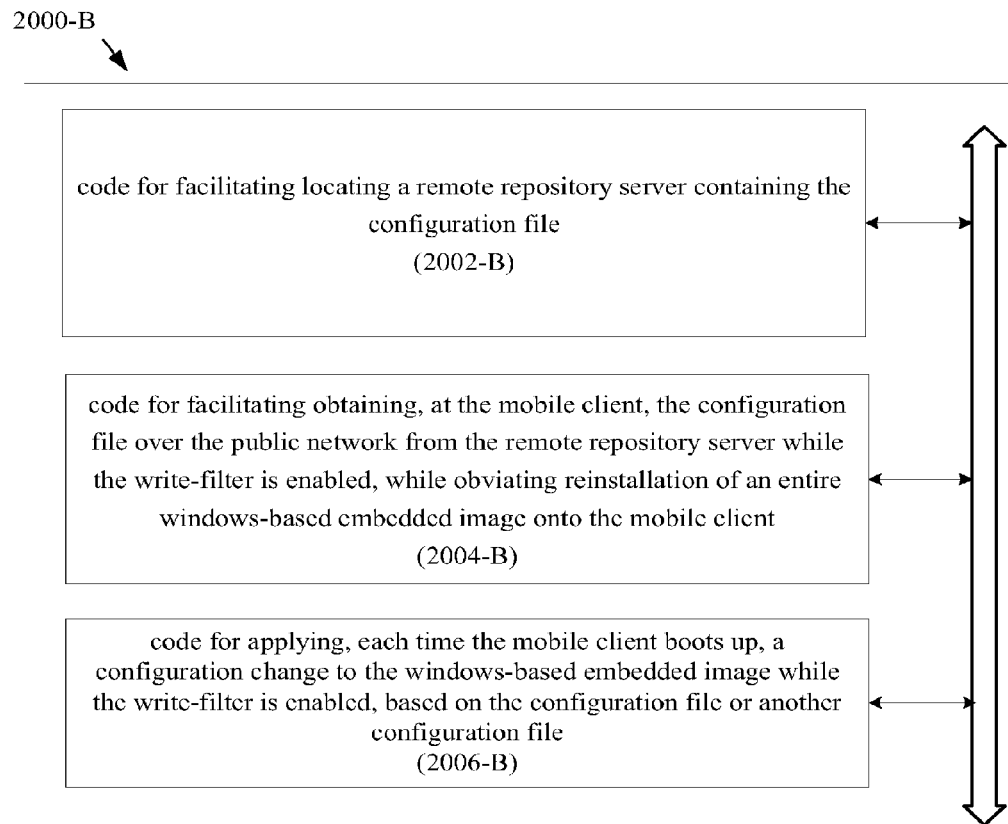 2000-B
code for facilitating locating a remote repository server containing the
configuration file
(2002-B)
code for facilitating obtaining, at the mobile client, the configuration
file over the public network from the remote repository server while
the write-filter is enabled, while obviating reinstallation of an entire
windows-based embedded image onto the mobile client
(2004-B)
code for applying, each time the mobile client boots up, a
configuration change to the windows-based embedded image while
the write-filter is enabled, based on the configuration file or another
configuration file
(2006-B)